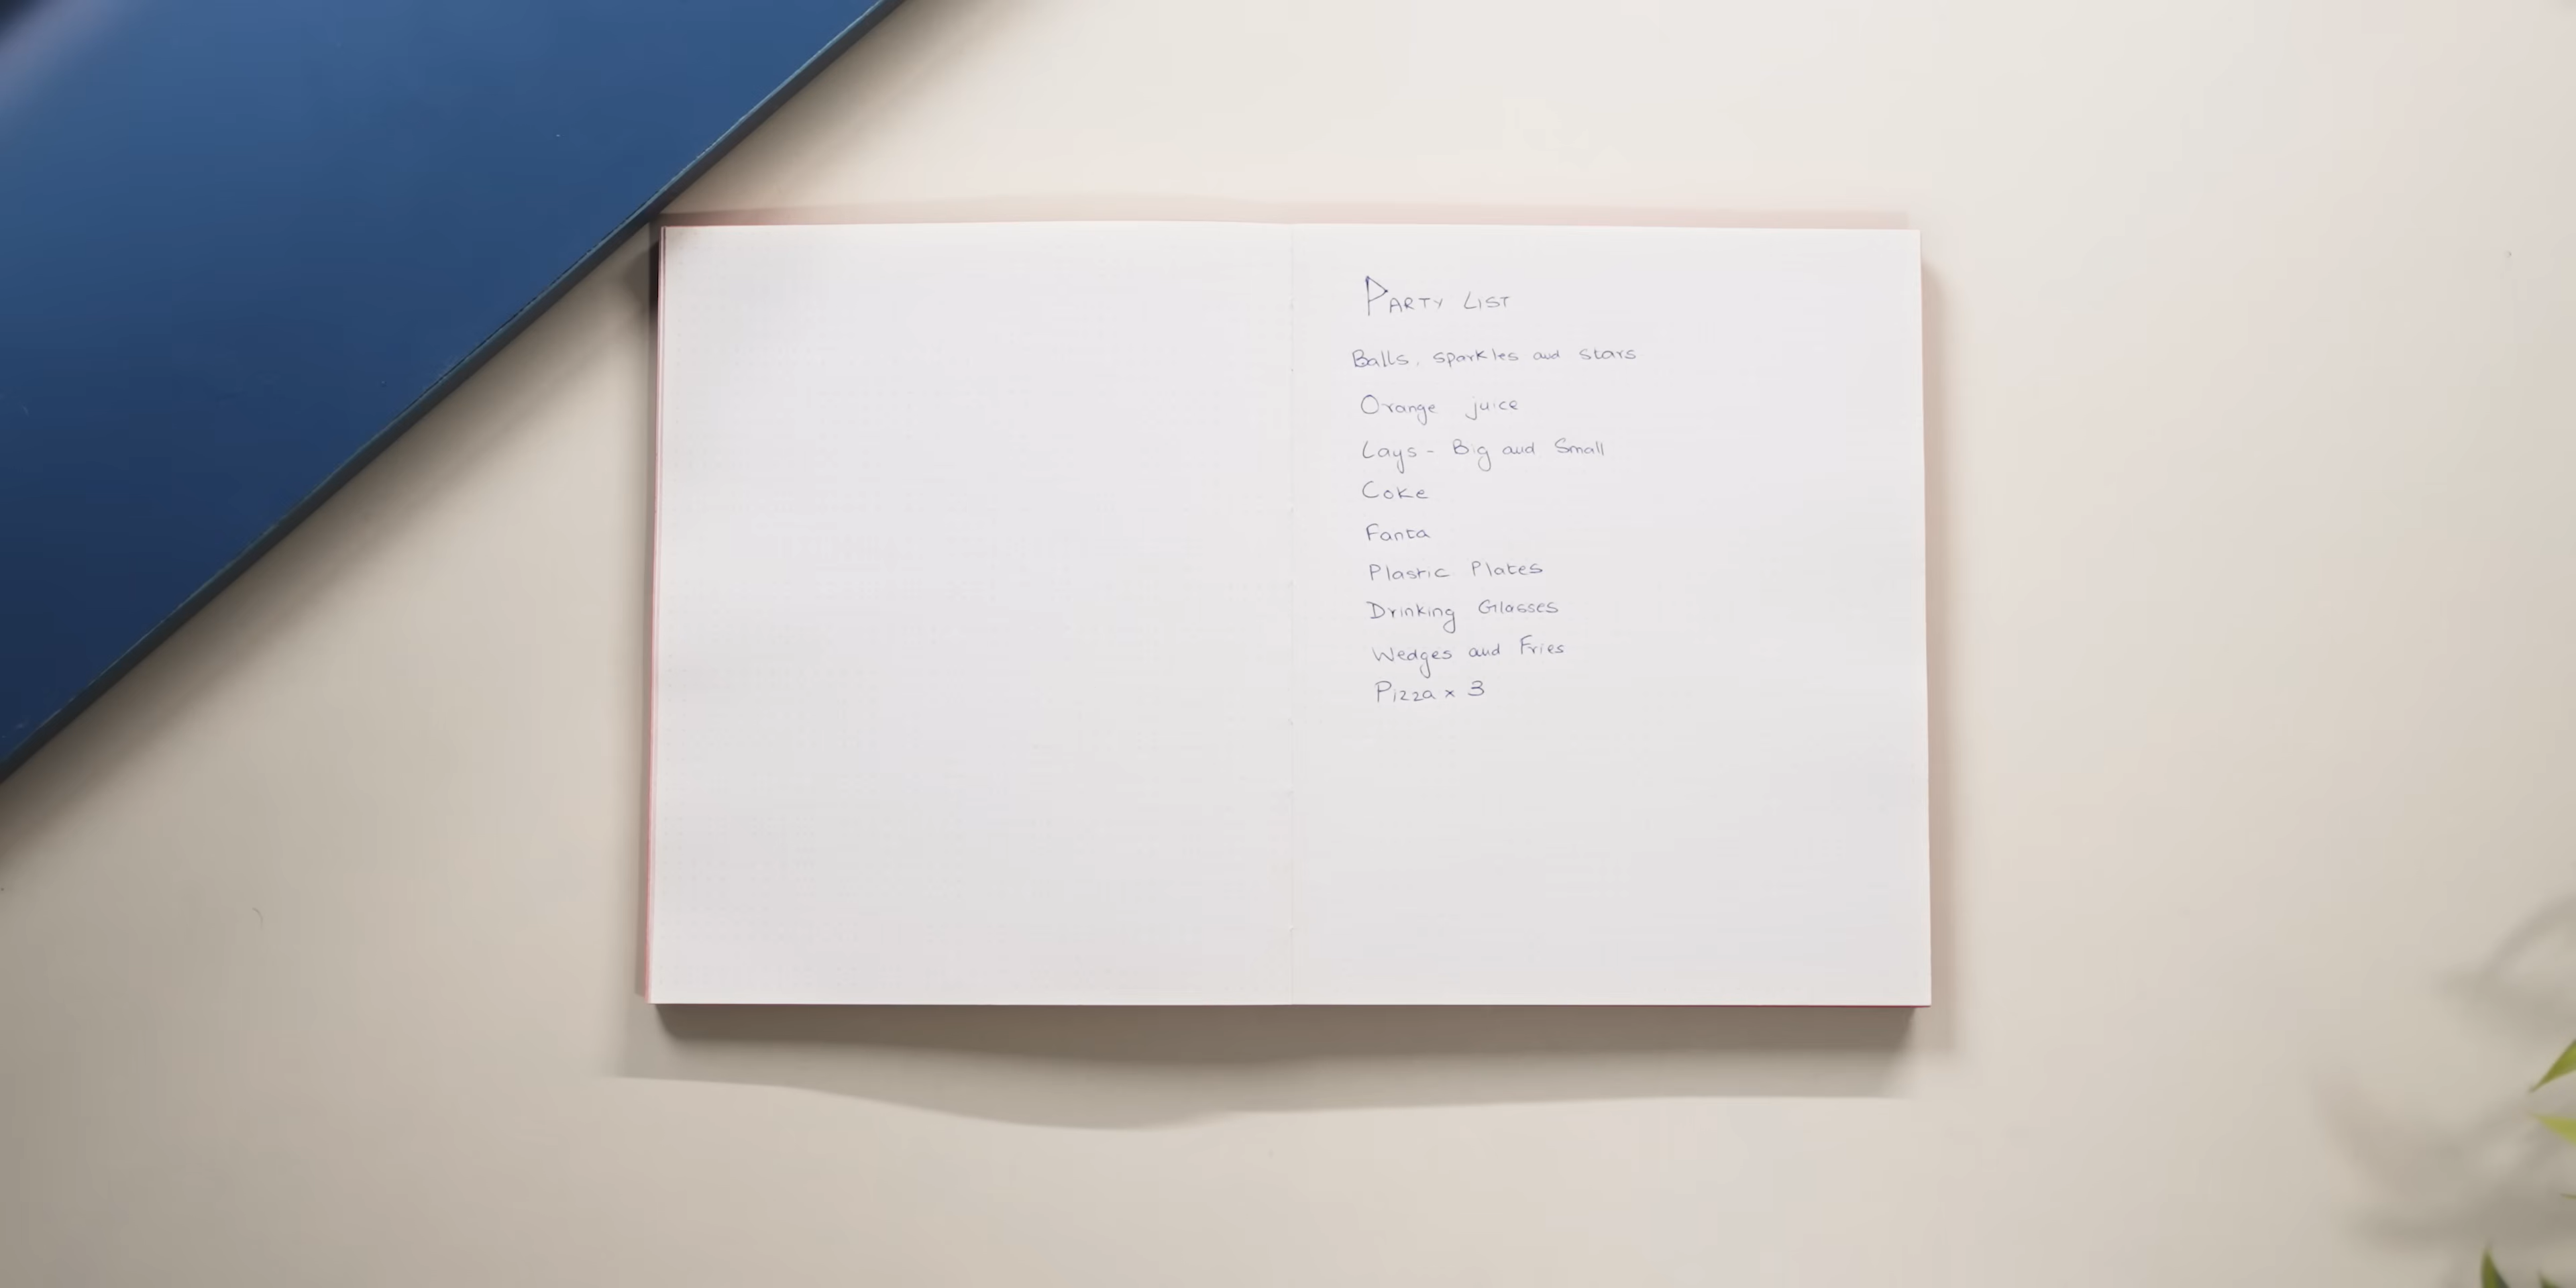 PARTY LIST
Balls, sparkles and stars
Orange juice
Lays - Big and Small
Coke
Fanta
Plastic Plates
Drinking Glasses
Wedges and Fries
Pizza x 3